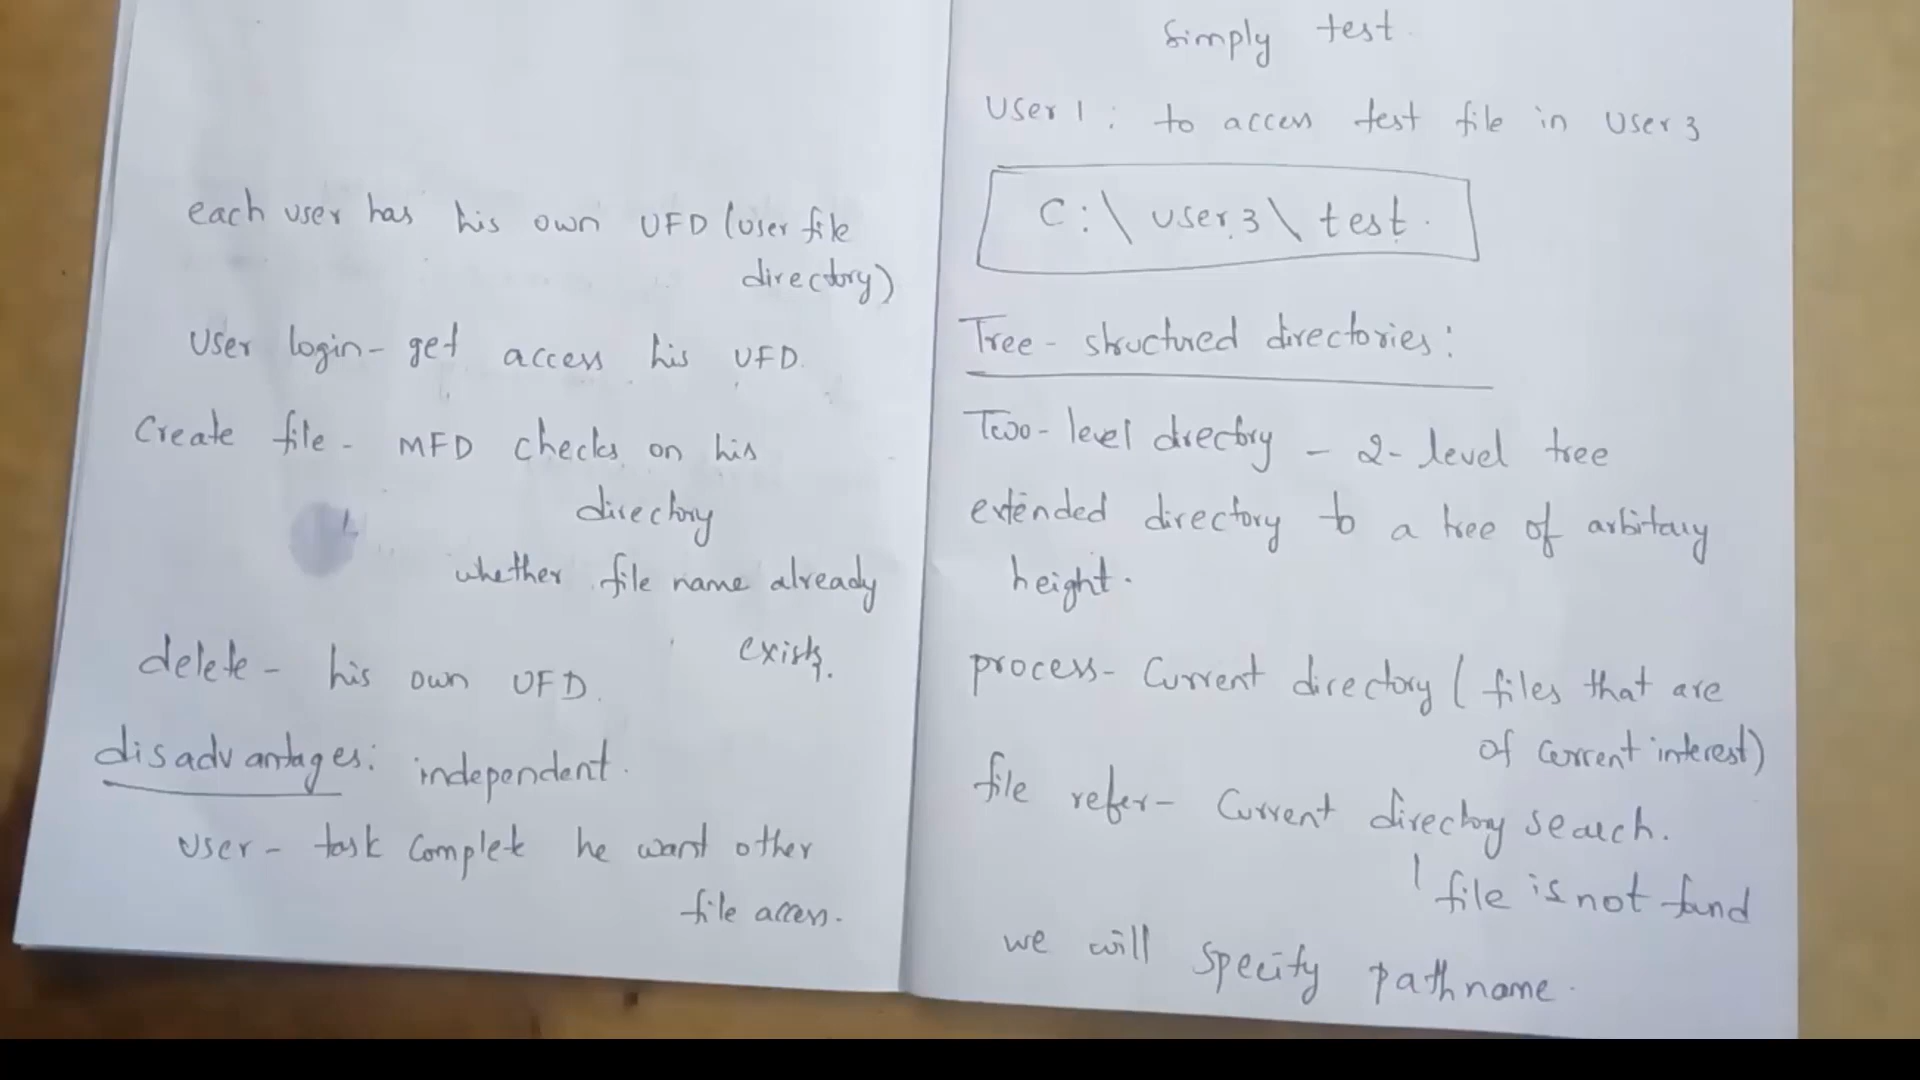 each user has his own UFD (user file
directory)
User login - get access his UFD.
Create file - MFD checks on his
directory
whether file name already
exists.
delete - his own UFD.
disadvantages: independent.
User - task complete he want other
file access.
Simply test.
User 1 : to access test file in User 3
C:\ user 3 \ test.
Tree - structured directories:
Two - level directory - 2 - level tree
extended directory to a tree of arbitary
height.
process - Current directory ( files that are
of current interest)
file refer - Current directory search.
file is not found
we will specify path name.